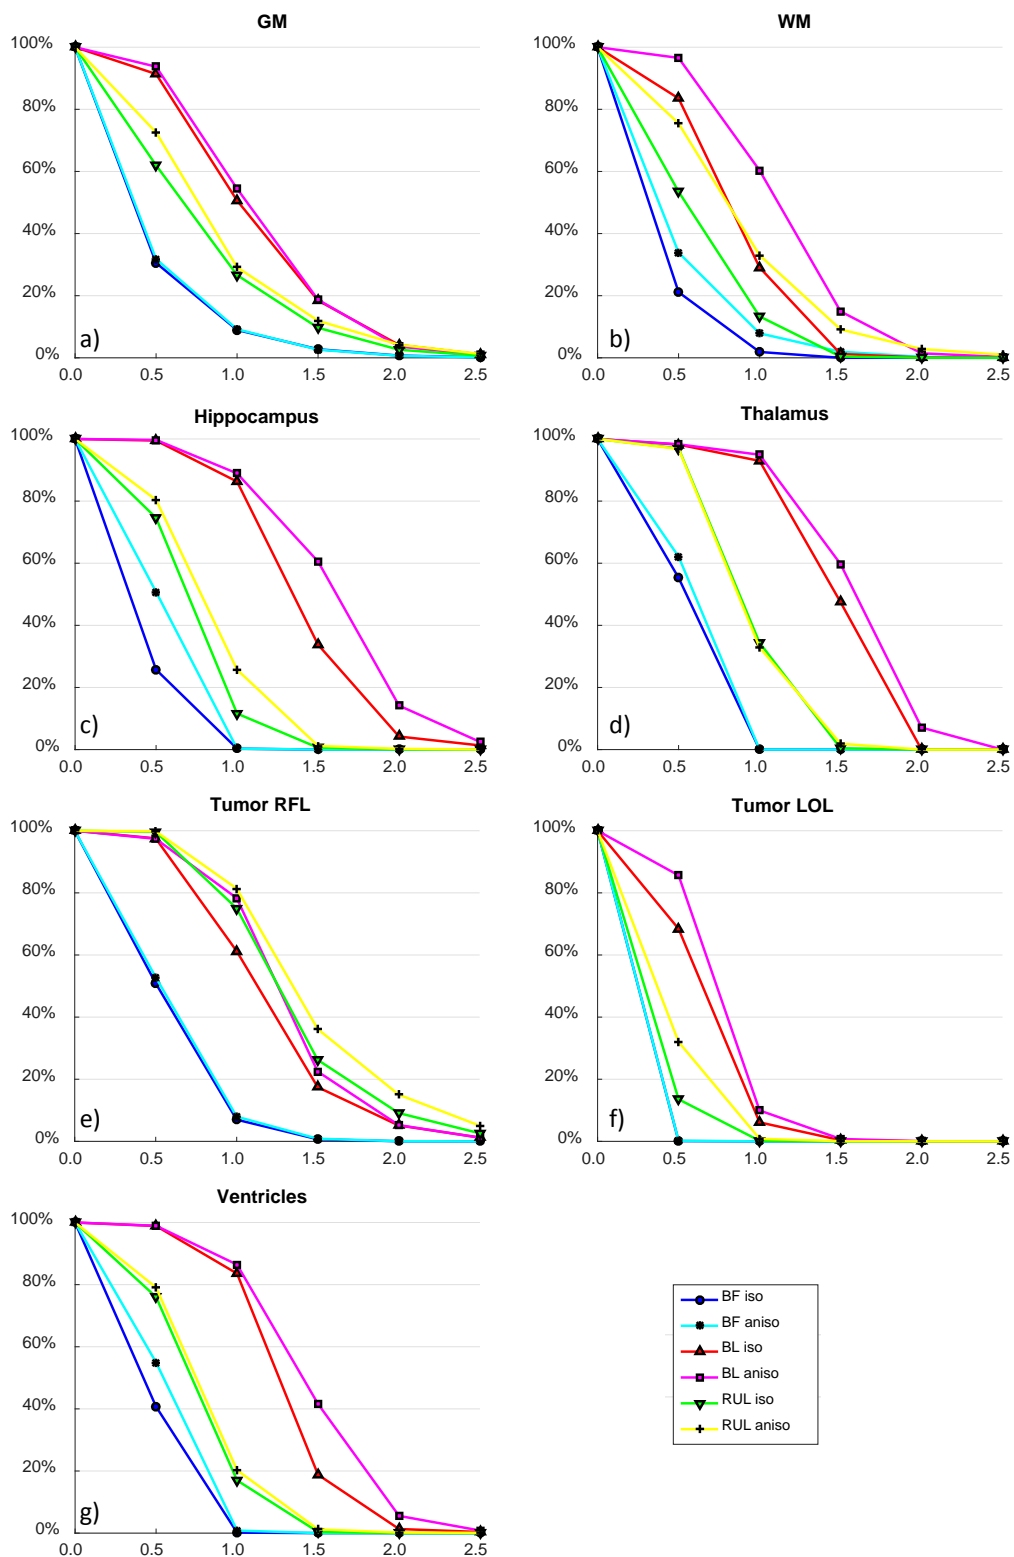 GM
100%
80%
60%
40%
20%
0%
a)
0.0 0.5 1.0 1.5 2.0 2.5
WM
100%
80%
60%
40%
20%
0%
b)
0.0 0.5 1.0 1.5 2.0 2.5
Hippocampus
100%
80%
60%
40%
20%
0%
c)
0.0 0.5 1.0 1.5 2.0 2.5
Thalamus
100%
80%
60%
40%
20%
0%
d)
0.0 0.5 1.0 1.5 2.0 2.5
Tumor RFL
100%
80%
60%
40%
20%
0%
e)
0.0 0.5 1.0 1.5 2.0 2.5
Tumor LOL
100%
80%
60%
40%
20%
0%
f)
0.0 0.5 1.0 1.5 2.0 2.5
Ventricles
100%
80%
60%
40%
20%
0%
g)
0.0 0.5 1.0 1.5 2.0 2.5
BF iso
BF aniso
BL iso
BL aniso
RUL iso
RUL aniso